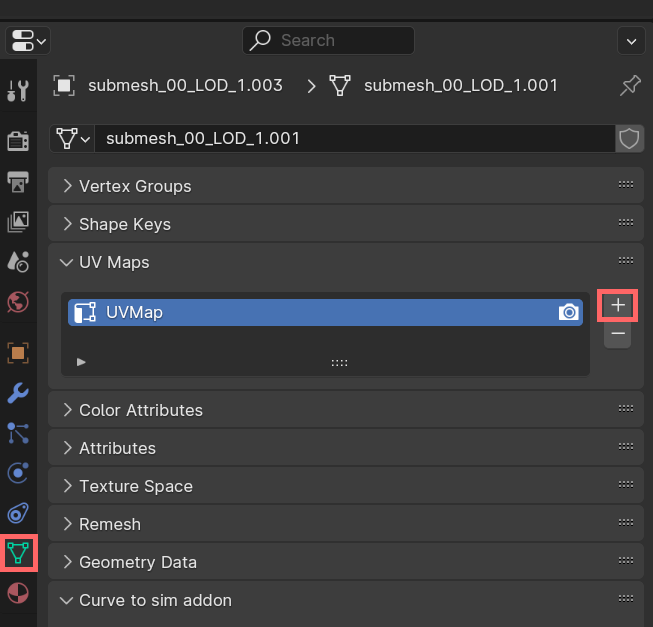 Search
submesh_00_LOD_1.003 submesh_00_LOD_1.001
submesh_00_LOD_1.001
Vertex Groups
Shape Keys
UV Maps
UVMap
Color Attributes
Attributes
Texture Space
Remesh
Geometry Data
Curve to sim addon